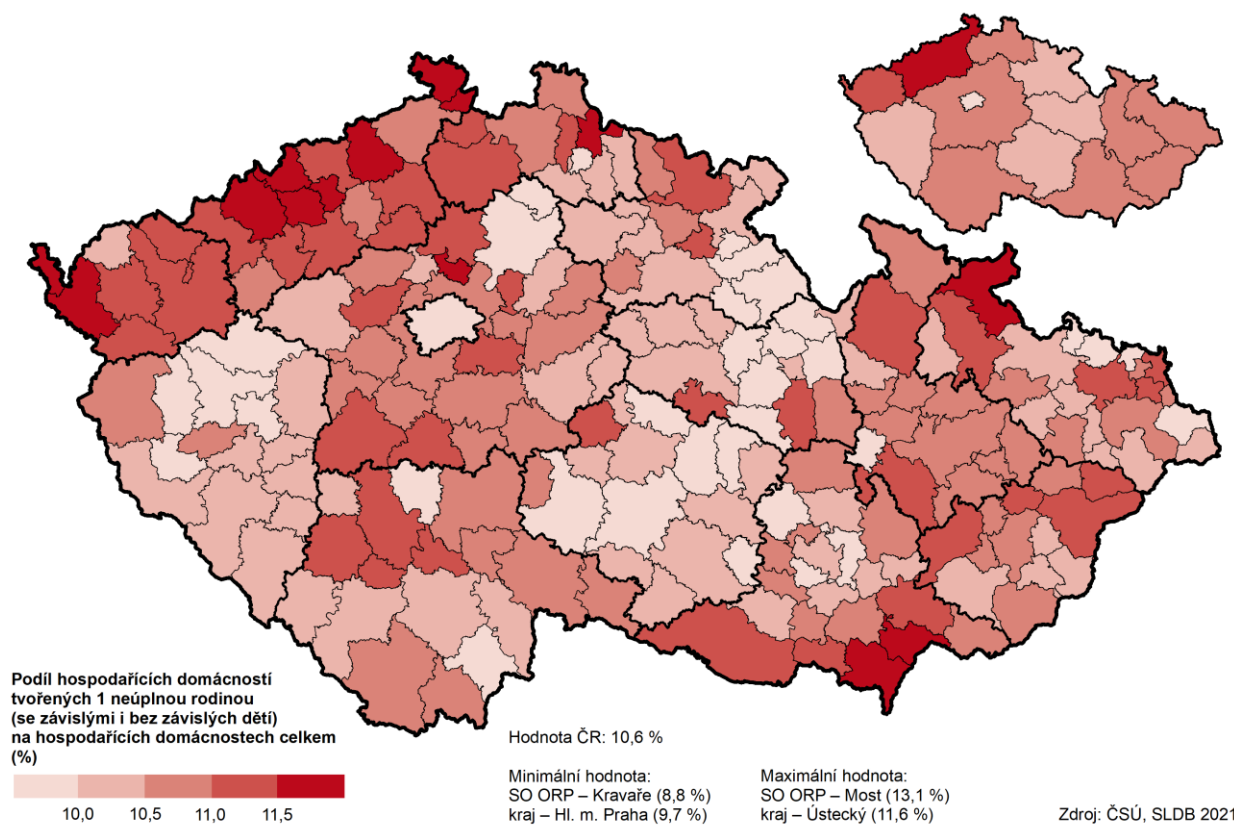 Podíl hospodařících domácností
tvořených 1 neúplnou rodinou
(se závislými i bez závislých dětí)
na hospodařících domácnostech celkem
(%)
10,0 10,5 11,0 11,5
Hodnota ČR: 10,6 %
Minimální hodnota:
SO ORP – Kravaře (8,8 %)
kraj – Hl. m. Praha (9,7 %)
Maximální hodnota:
SO ORP – Most (13,1 %)
kraj – Ústecký (11,6 %)
Zdroj: ČSÚ, SLDB 2021